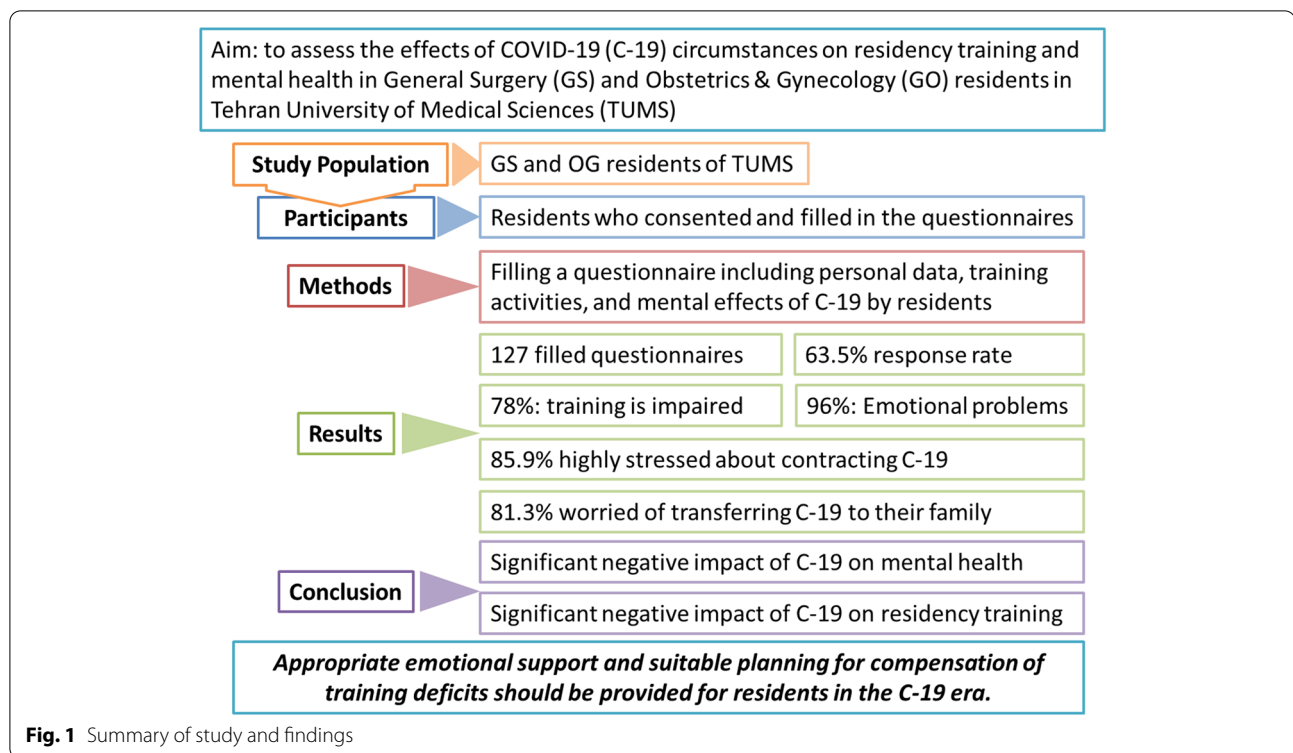 Aim: to assess the effects of COVID-19 (C-19) circumstances on residency training and
mental health in General Surgery (GS) and Obstetrics & Gynecology (GO) residents in
Tehran University of Medical Sciences (TUMS)
Study Population
GS and OG residents of TUMS
Participants
Residents who consented and filled in the questionnaires
Methods
Filling a questionnaire including personal data, training
activities, and mental effects of C-19 by residents
Results
127 filled questionnaires
63.5% response rate
78%: training is impaired
96%: Emotional problems
85.9% highly stressed about contracting C-19
81.3% worried of transferring C-19 to their family
Conclusion
Significant negative impact of C-19 on mental health
Significant negative impact of C-19 on residency training
Appropriate emotional support and suitable planning for compensation of
training deficits should be provided for residents in the C-19 era.
Fig. 1 Summary of study and findings